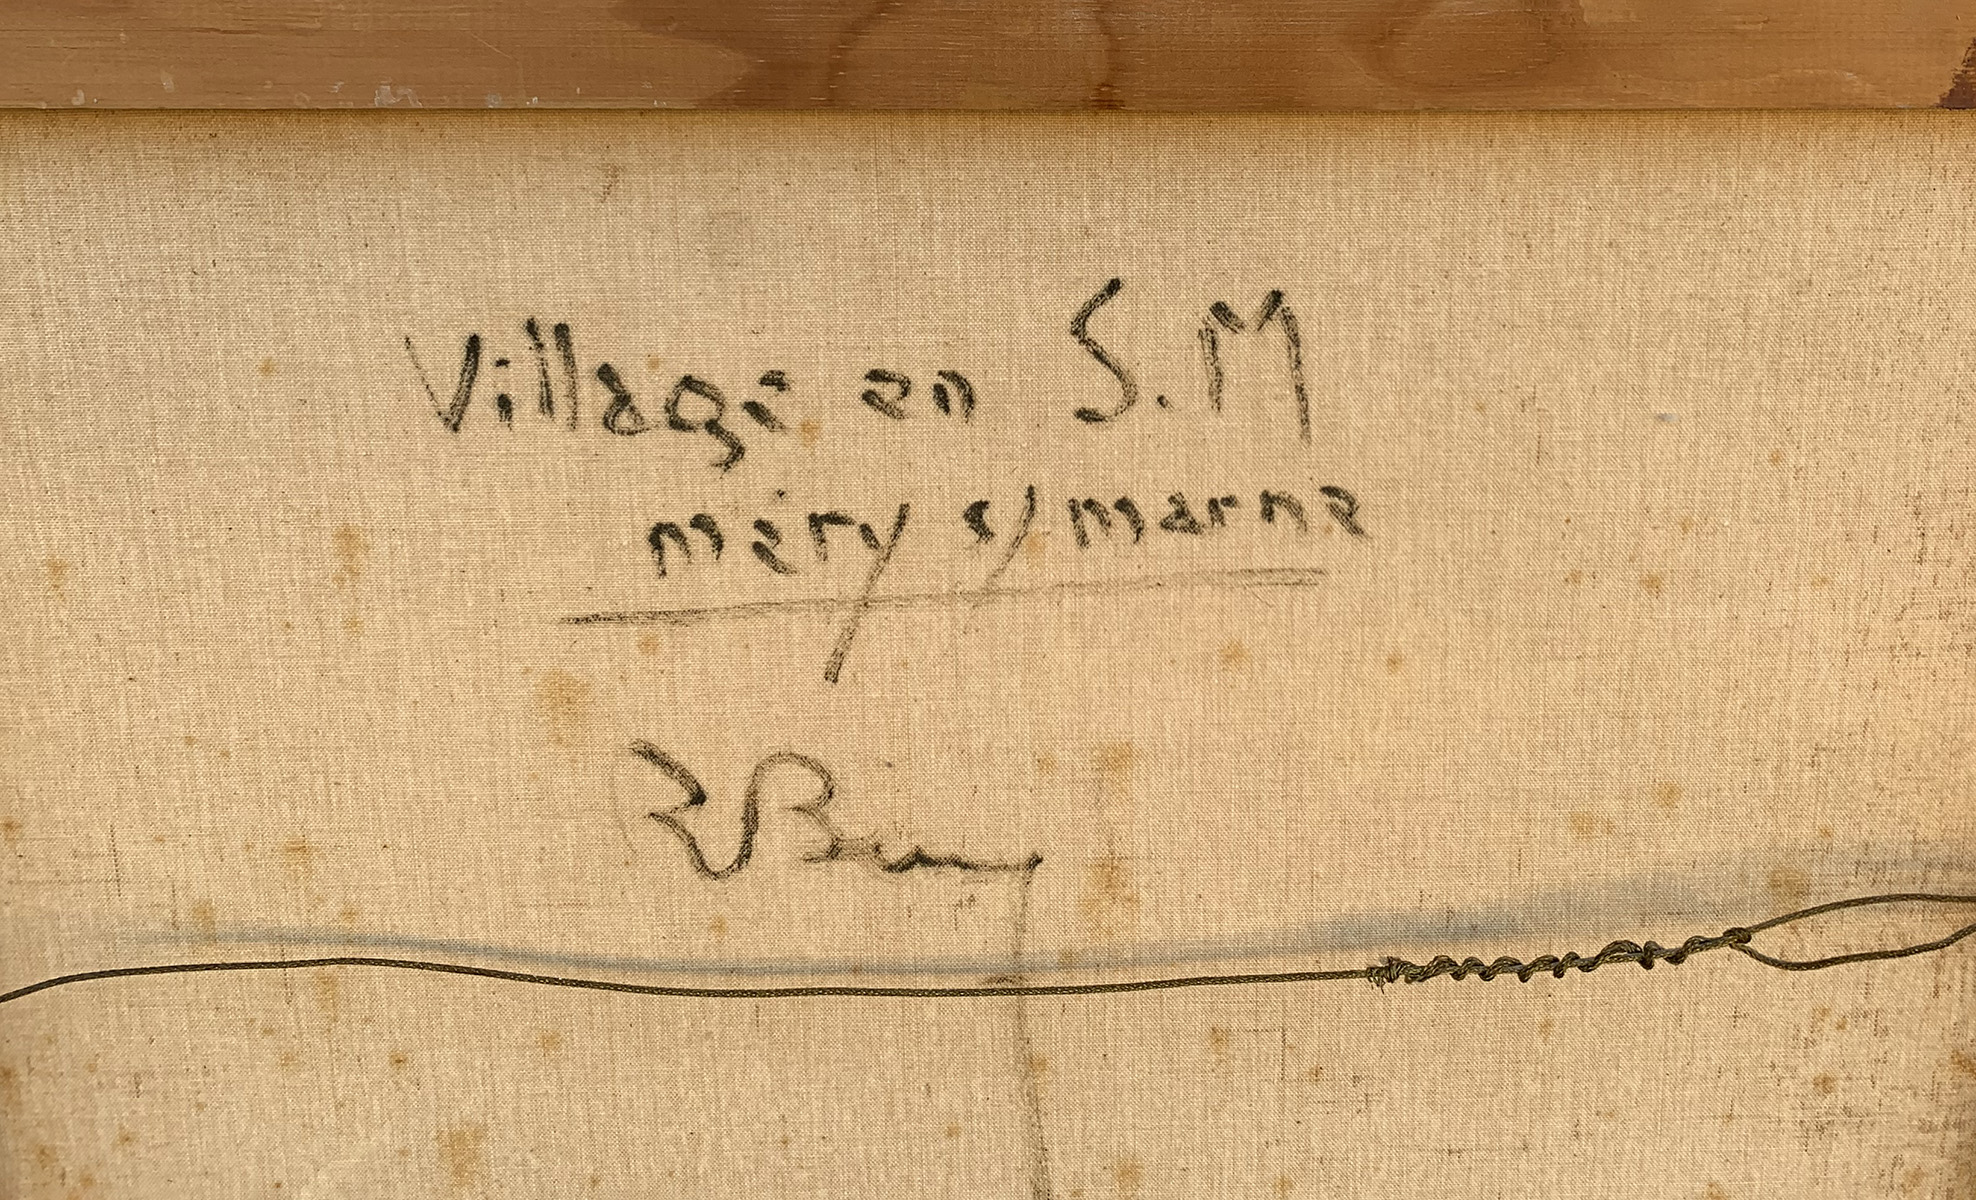 Village en S.M
méry s/ marne